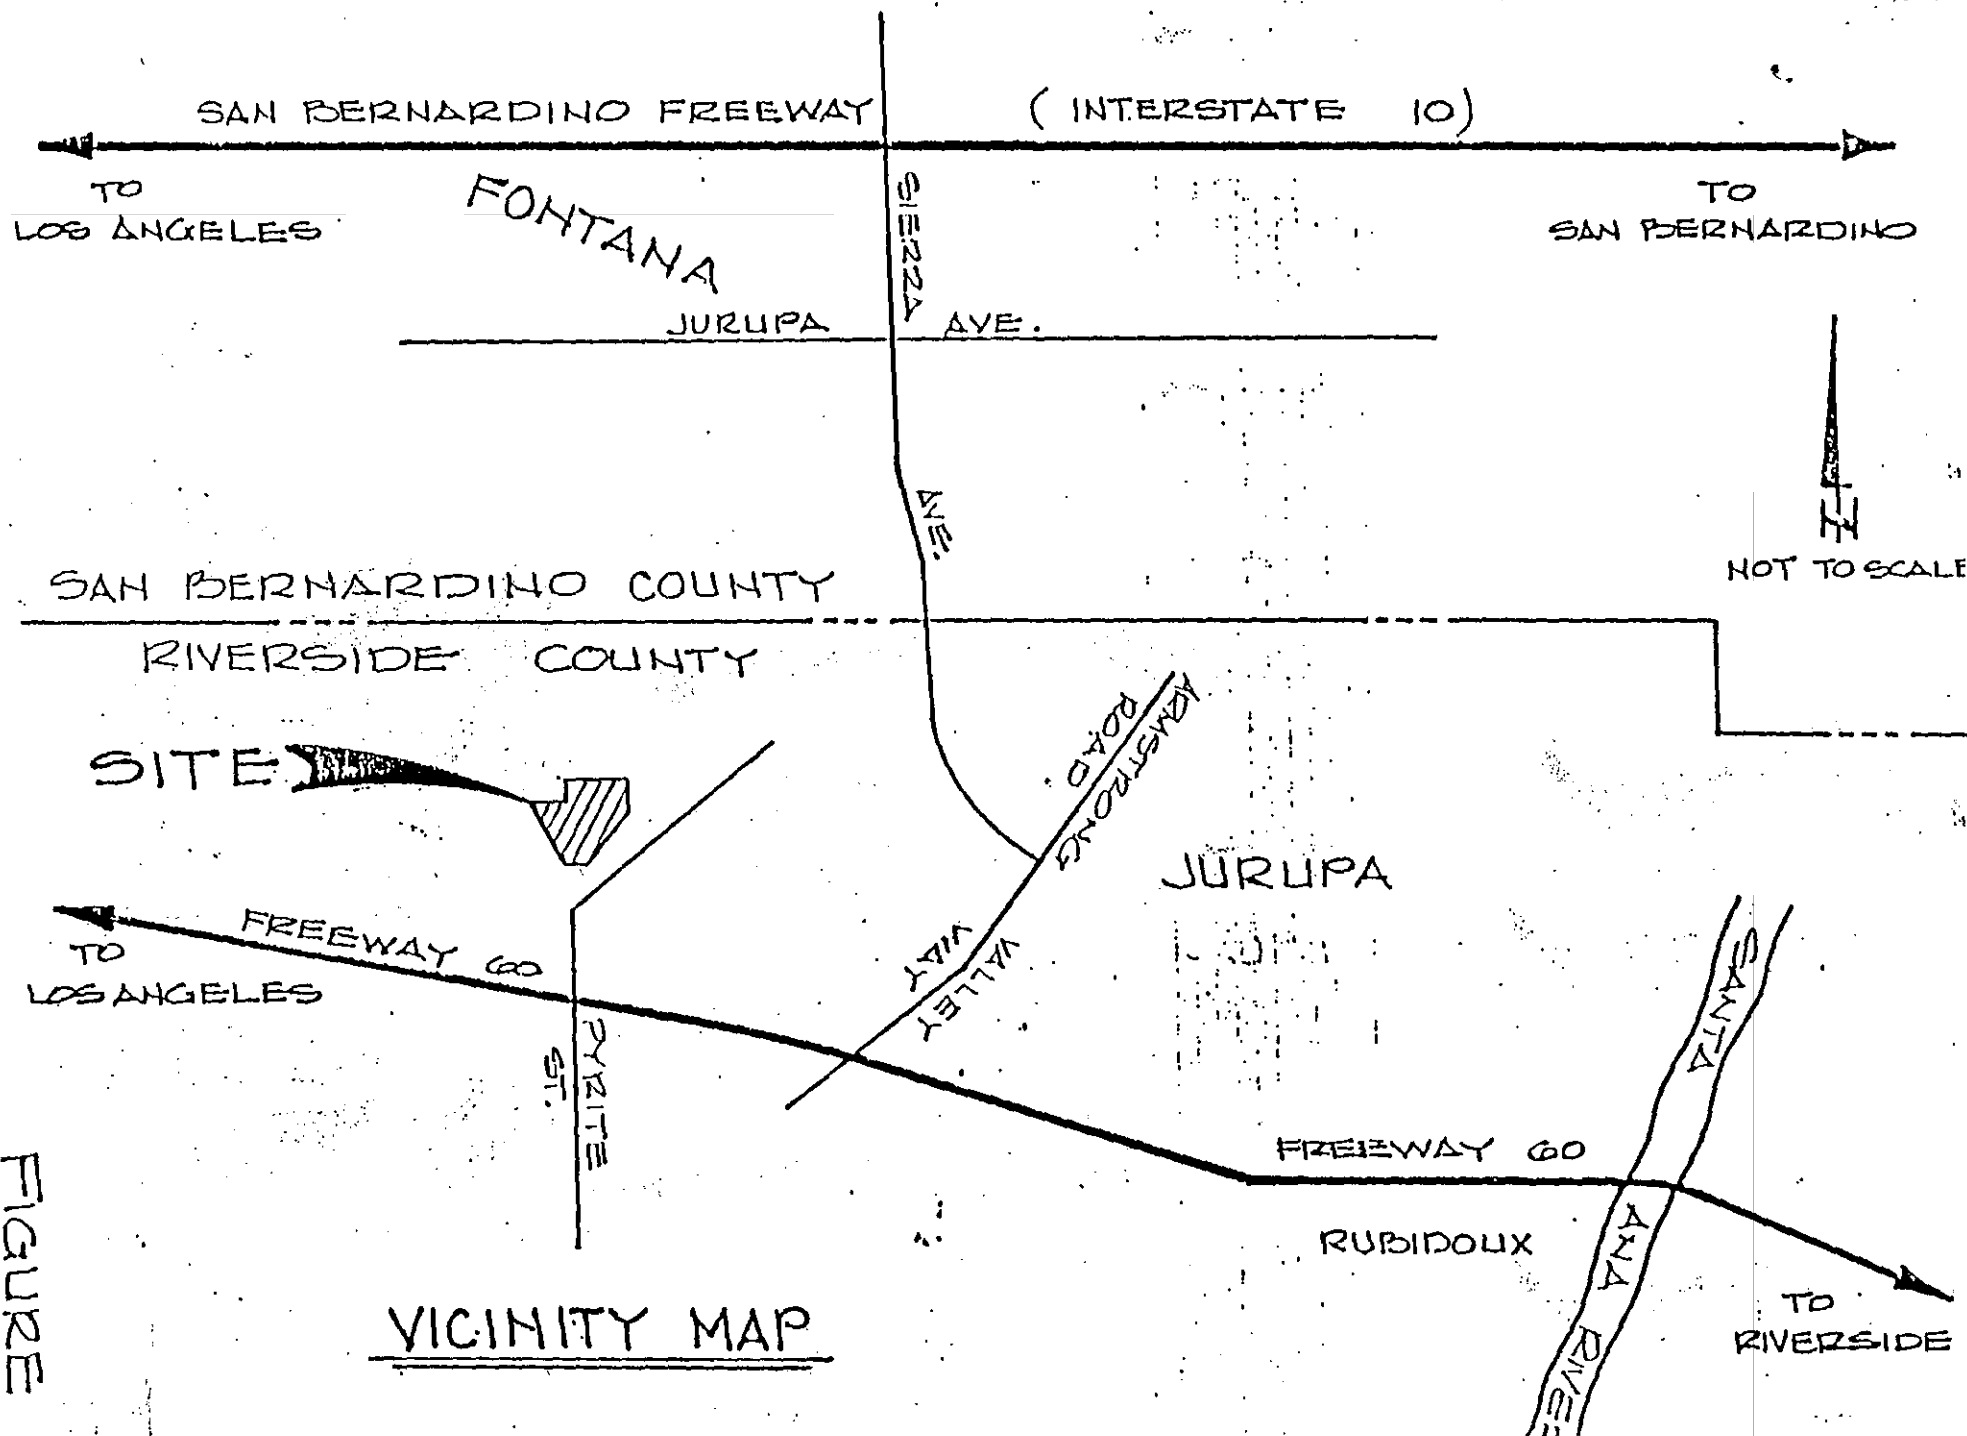 SAN BERNARDINO FREEWAY (INTERSTATE 10)
TO
LOS ANGELES
TO
SAN BERNARDINO
FONTANA
SIERRA
JURUPA AVE.
AVE.
N
NOT TO SCALE
SAN BERNARDINO COUNTY
RIVERSIDE COUNTY
SITE
ARMSTRONG
ROAD
JURUPA
FREEWAY 60
TO
LOS ANGELES
VALLEY
WAY
PYRITE
ST.
SANTA
ANA
RIVE
FREEWAY 60
RUBIDOUX
TO
RIVERSIDE
VICINITY MAP
FIGURE